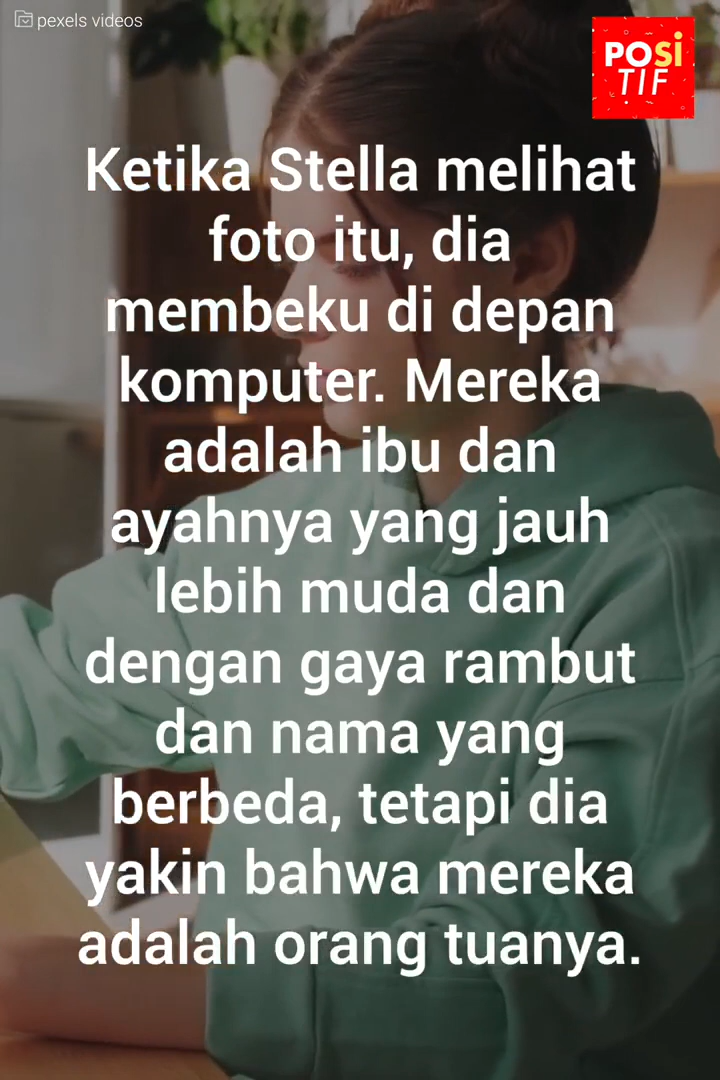 pexels videos
POSi
TIF
Ketika Stella melihat
foto itu, dia
membeku di depan
komputer. Mereka
adalah ibu dan
ayahnya yang jauh
lebih muda dan
dengan gaya rambut
dan nama yang
berbeda, tetapi dia
yakin bahwa mereka
adalah orang tuanya.